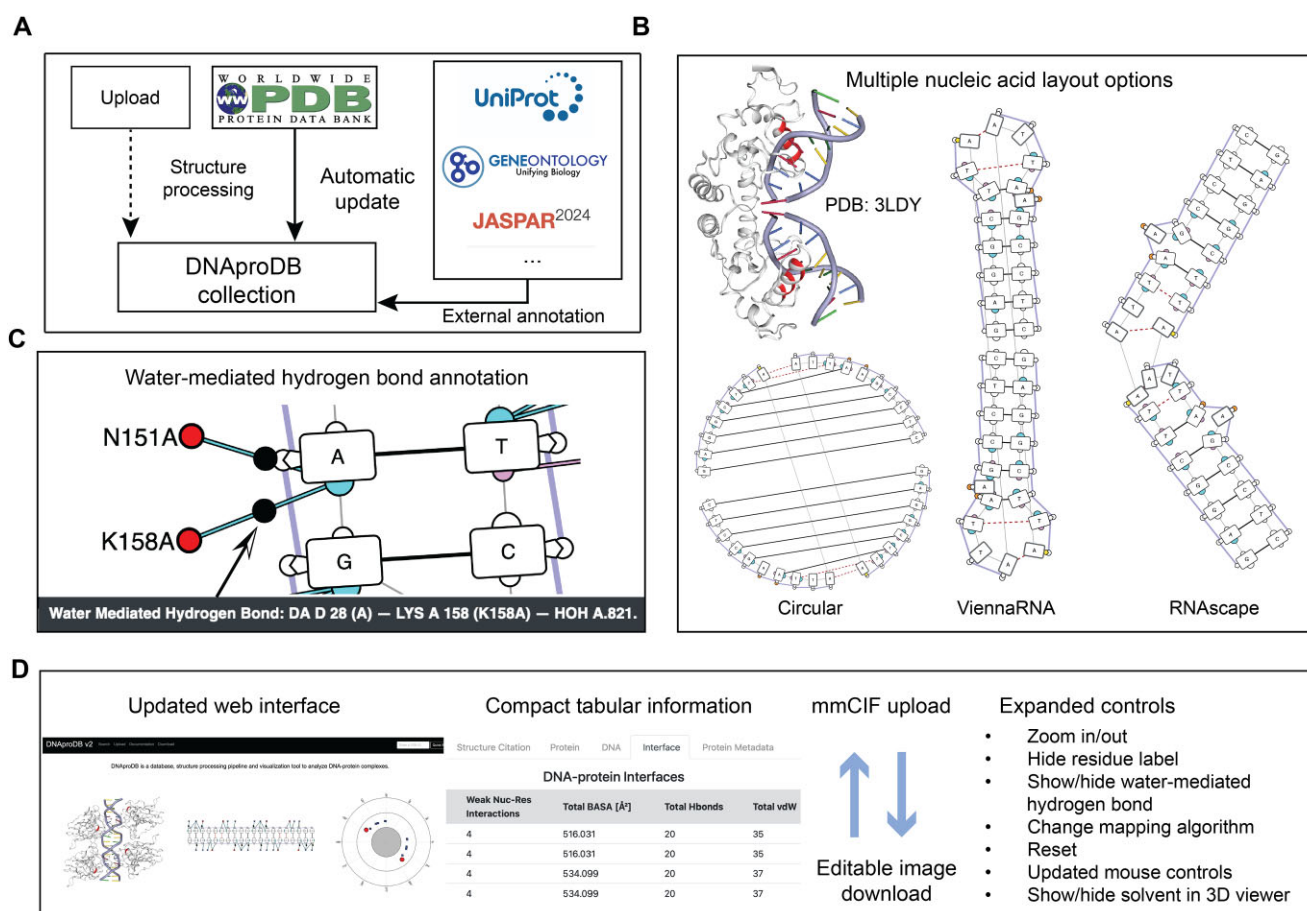 A
Upload
WORLDWIDE
PDB
PROTEIN DATA BANK
UniProt
GENEONTOLOGY
Unifying Biology
JASPAR2024
...
Structure
processing
Automatic
update
DNAproDB
collection
External annotation
B
Multiple nucleic acid layout options
PDB: 3LDY
Circular
ViennaRNA
RNAscape
C
Water-mediated hydrogen bond annotation
N151A
A
T
K158A
G
C
Water Mediated Hydrogen Bond: DA D 28 (A) — LYS A 158 (K158A) — HOH A.821.
D
Updated web interface
DNAproDB v2 Search Upload Documentation Download
DNAproDB is a database, structure processing pipeline and visualization tool to analyze DNA-protein complexes.
Compact tabular information
Structure Citation Protein DNA Interface Protein Metadata
DNA-protein Interfaces
Weak Nuc-Res
Interactions Total BASA [Å²] Total Hbonds Total vdW
4 516.031 20 35
4 516.031 20 35
4 534.099 20 37
4 534.099 20 37
mmCIF upload
Editable image
download
Expanded controls
• Zoom in/out
• Hide residue label
• Show/hide water-mediated
hydrogen bond
• Change mapping algorithm
• Reset
• Updated mouse controls
• Show/hide solvent in 3D viewer